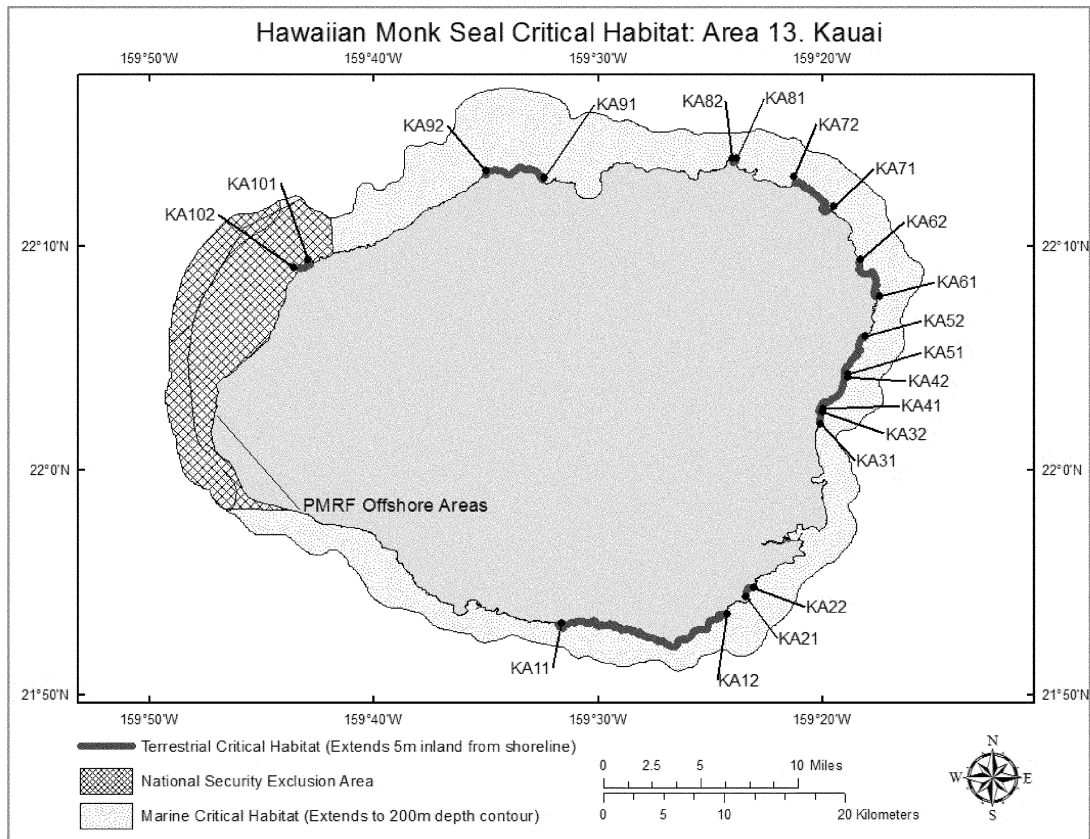 Hawaiian Monk Seal Critical Habitat: Area 13. Kauai
159°50'W 159°40'W 159°30'W 159°20'W
KA92
KA91
KA82
KA81
KA72
KA71
KA101
KA102
KA62
22°10'N 22°10'N
KA61
KA52
KA51
KA42
KA41
KA32
KA31
22°0'N 22°0'N
PMRF Offshore Areas
KA22
KA21
KA11
KA12
21°50'N 21°50'N
159°50'W 159°40'W 159°30'W 159°20'W
Terrestrial Critical Habitat (Extends 5m inland from shoreline)
National Security Exclusion Area
Marine Critical Habitat (Extends to 200m depth contour)
0 2.5 5 10 Miles
0 5 10 20 Kilometers
N
W E
S